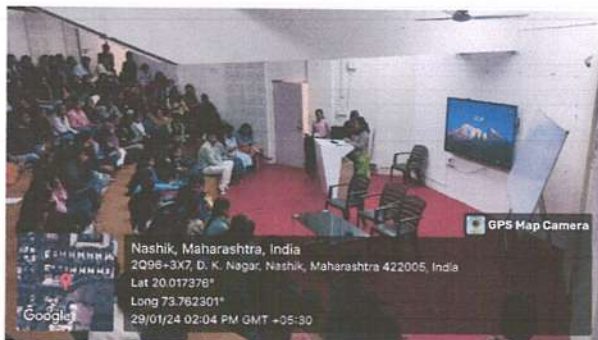 GPS Map Camera
Nashik, Maharashtra, India
2Q96+3X7, D. K. Nagar, Nashik, Maharashtra 422005, India
Lat 20.017376°
Long 73.762301°
29/01/24 02:04 PM GMT +05:30
Google